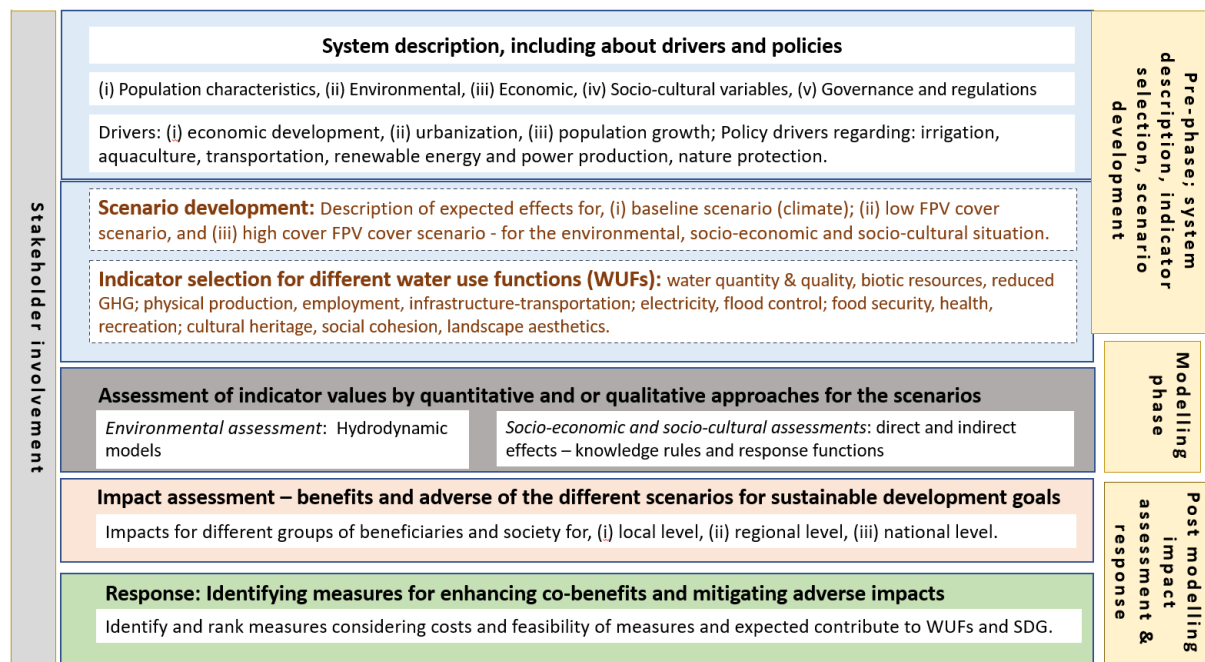 Stakeholder involvement
System description, including about drivers and policies
(i) Population characteristics, (ii) Environmental, (iii) Economic, (iv) Socio-cultural variables, (v) Governance and regulations
Drivers: (i) economic development, (ii) urbanization, (iii) population growth; Policy drivers regarding: irrigation,
aquaculture, transportation, renewable energy and power production, nature protection.
Scenario development: Description of expected effects for, (i) baseline scenario (climate); (ii) low FPV cover
scenario, and (iii) high cover FPV cover scenario - for the environmental, socio-economic and socio-cultural situation.
Indicator selection for different water use functions (WUFs): water quantity & quality, biotic resources, reduced
GHG; physical production, employment, infrastructure-transportation; electricity, flood control; food security, health,
recreation; cultural heritage, social cohesion, landscape aesthetics.
Pre-phase; system
description, indicator
selection, scenario
development
Assessment of indicator values by quantitative and or qualitative approaches for the scenarios
Environmental assessment: Hydrodynamic
models
Socio-economic and socio-cultural assessments: direct and indirect
effects – knowledge rules and response functions
Modelling
phase
Impact assessment – benefits and adverse of the different scenarios for sustainable development goals
Impacts for different groups of beneficiaries and society for, (i) local level, (ii) regional level, (iii) national level.
Response: Identifying measures for enhancing co-benefits and mitigating adverse impacts
Identify and rank measures considering costs and feasibility of measures and expected contribute to WUFs and SDG.
Post modelling
impact
assessment &
response